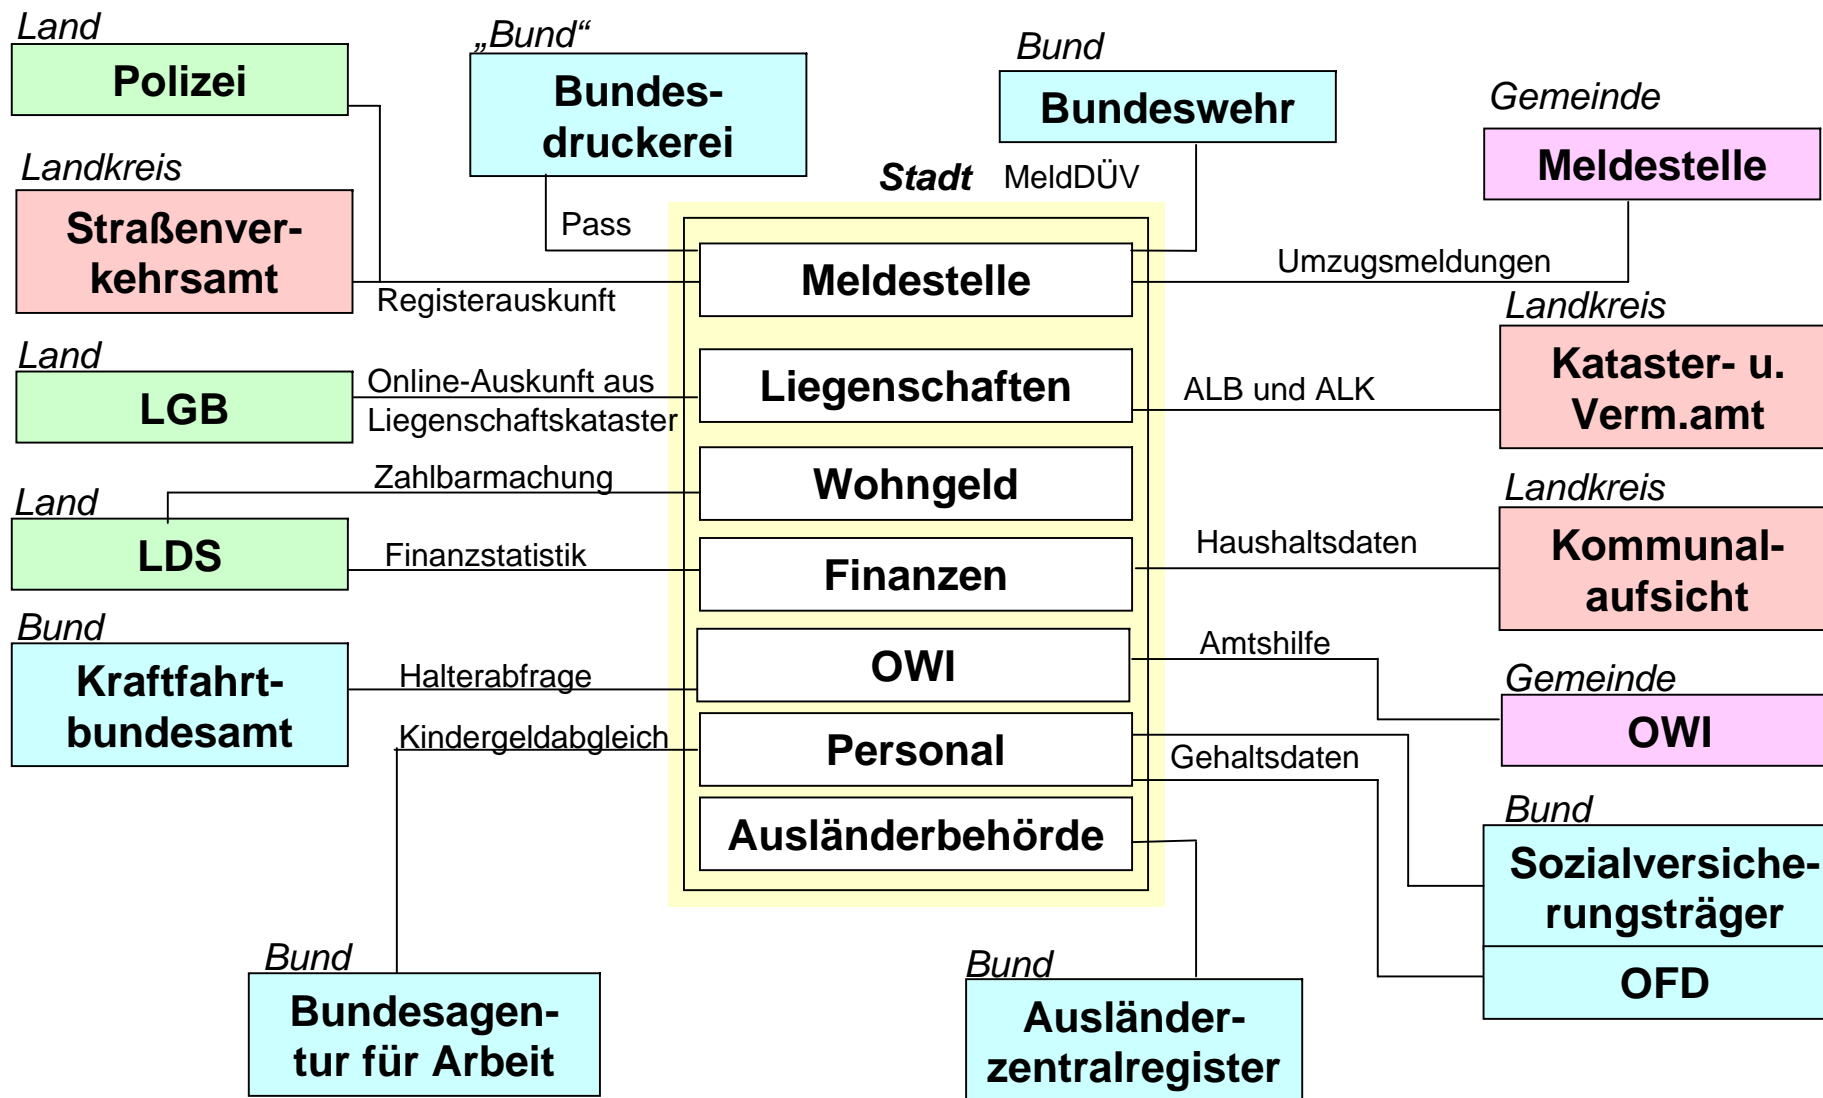 Land
Polizei
„Bund“
Bundes-
druckerei
Bund
Bundeswehr
Gemeinde
Meldestelle
Landkreis
Straßenver-
kehrsamt
Stadt
MeldDÜV
Pass
Registerauskunft
Meldestelle
Umzugsmeldungen
Land
LGB
Online-Auskunft aus
Liegenschaftskataster
Liegenschaften
ALB und ALK
Landkreis
Kataster- u.
Verm.amt
Zahlbarmachung
Wohngeld
Land
LDS
Finanzstatistik
Finanzen
Haushaltsdaten
Landkreis
Kommunal-
aufsicht
Bund
Kraftfahrt-
bundesamt
Halterabfrage
OWI
Amtshilfe
Gemeinde
OWI
Kindergeldabgleich
Personal
Gehaltsdaten
Ausländerbehörde
Bund
Sozialversiche-
rungsträger
OFD
Bund
Bundesagen-
tur für Arbeit
Bund
Ausländer-
zentralregister